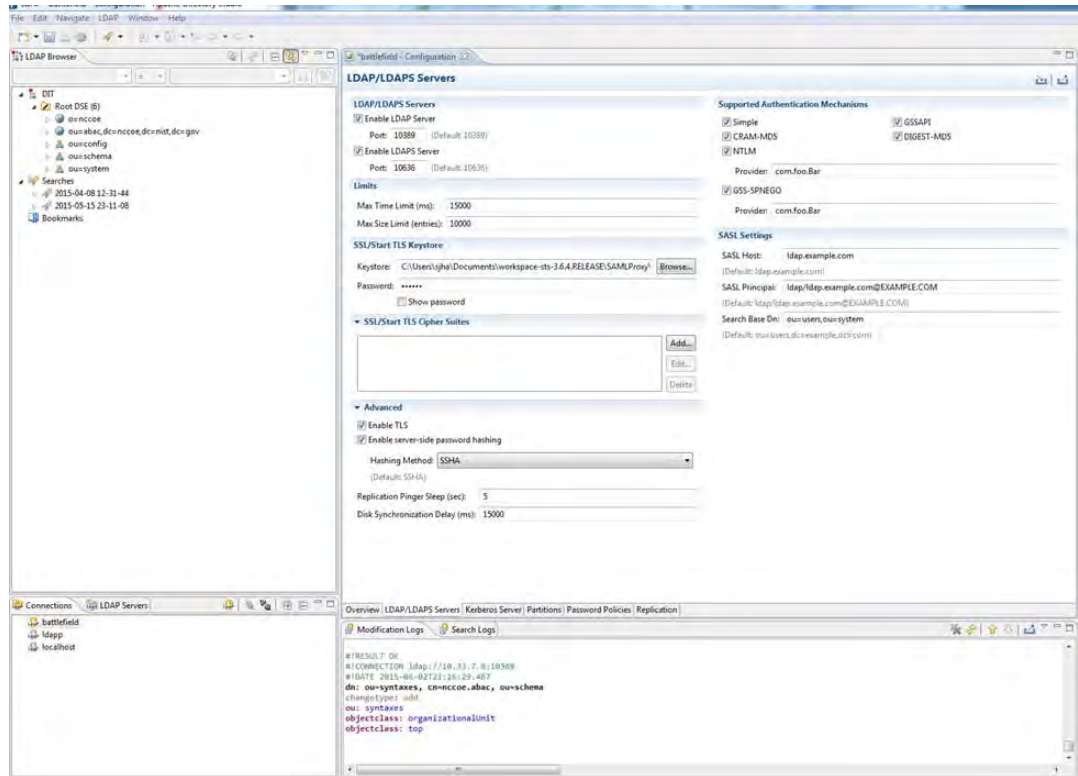 File Edit Navigate LDAP Window Help
LDAP Browser
DIT
Root DSE (6)
o=nccoe
ou=abac,dc=nccoe,dc=nist,dc=gov
ou=config
ou=schema
ou=system
Searches
2015-04-08 12-31-44
2015-05-15 23-11-08
Bookmarks
*battlefield - Configuration
LDAP/LDAPS Servers
LDAP/LDAPS Servers
Enable LDAP Server
Port: 10389 (Default: 10389)
Enable LDAPS Server
Port: 10636 (Default: 10636)
Limits
Max Time Limit (ms): 15000
Max Size Limit (entries): 10000
SSL/Start TLS Keystore
Keystore: C:\Users\sjha\Documents\workspace-sts-3.6.4.RELEASE\SAMLProxy\ Browse...
Password: ••••••
Show password
SSL/Start TLS Cipher Suites
Add...
Edit...
Delete
Advanced
Enable TLS
Enable server-side password hashing
Hashing Method: SSHA
(Default: SSHA)
Replication Pinger Sleep (sec): 5
Disk Synchronization Delay (ms): 15000
Supported Authentication Mechanisms
Simple GSSAPI
CRAM-MD5 DIGEST-MD5
NTLM
Provider: com.foo.Bar
GSS-SPNEGO
Provider: com.foo.Bar
SASL Settings
SASL Host: ldap.example.com
(Default: ldap.example.com)
SASL Principal: ldap/ldap.example.com@EXAMPLE.COM
(Default: ldap/ldap.example.com@EXAMPLE.COM)
Search Base Dn: ou=users,ou=system
(Default: ou=users,dc=example,dc=com)
Overview LDAP/LDAPS Servers Kerberos Server Partitions Password Policies Replication
Connections LDAP Servers
battlefield
ldapp
localhost
Modification Logs Search Logs
#!RESULT OK
#!CONNECTION ldap://10.33.7.8:10389
#!DATE 2015-06-02T21:16:29.487
dn: ou=syntaxes, cn=nccoe.abac, ou=schema
changetype: add
ou: syntaxes
objectclass: organizationalUnit
objectclass: top